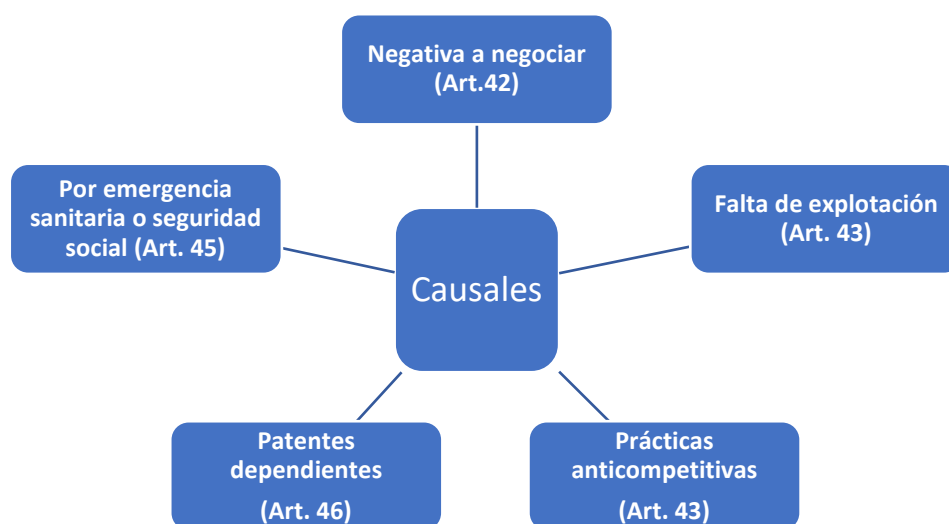 Negativa a negociar
(Art.42)
Por emergencia
sanitaria o seguridad
social (Art. 45)
Falta de explotación
(Art. 43)
Causales
Patentes
dependientes
(Art. 46)
Prácticas
anticompetitivas
(Art. 43)